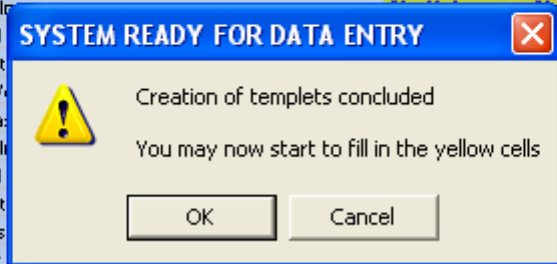 SYSTEM READY FOR DATA ENTRY
Creation of templets concluded
You may now start to fill in the yellow cells
OK
Cancel